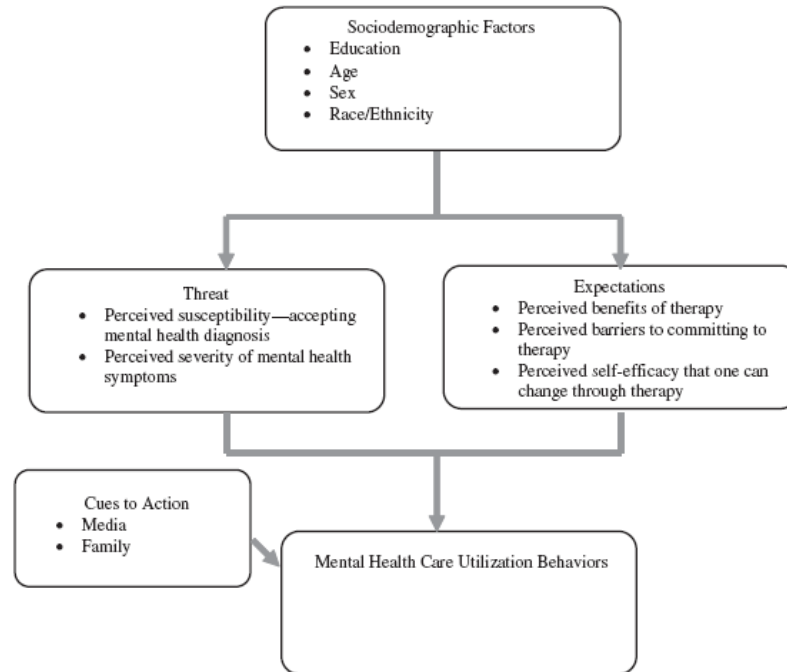 Sociodemographic Factors
• Education
• Age
• Sex
• Race/Ethnicity
Threat
• Perceived susceptibility—accepting
mental health diagnosis
• Perceived severity of mental health
symptoms
Expectations
• Perceived benefits of therapy
• Perceived barriers to committing to
therapy
• Perceived self-efficacy that one can
change through therapy
Cues to Action
• Media
• Family
Mental Health Care Utilization Behaviors